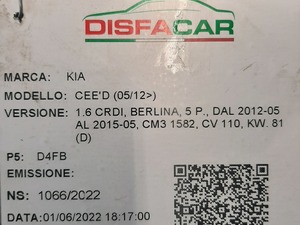 DISFACAR
MARCA: KIA
MODELLO: CEE'D (05/12>)
VERSIONE: 1.6 CRDI, BERLINA, 5 P., DAL 2012-05
AL 2015-05, CM3 1582, CV 110, KW. 81
(D)
P5: D4FB
EMISSIONE:
NS: 1066/2022
DATA:01/06/2022 18:17:00